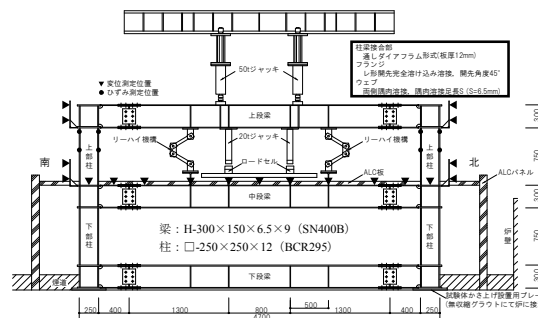 50tジャッキ
柱梁接合部
通しダイアフラム形式(板厚12mm)
フランジ
レ形開先完全溶け込み溶接，開先角度45°
ウェブ
両側隅肉溶接，隅肉溶接足長S (S=6.5mm)
▼ 変位測定位置
● ひずみ測定位置
上段梁
300
リーハイ機構
20tジャッキ
リーハイ機構
上部柱
上部柱
750
ロードセル
南
北
ALC板
ALCパネル
中段梁
300
梁：H-300×150×6.5×9（SN400B）
柱：□-250×250×12（BCR295）
下部柱
下部柱
炉壁
750
下段梁
300
煙道
試験体かさ上げ設置用プレー
(無収縮グラウトにて炉に接
250
400
1300
800
500
1300
400
250
4700